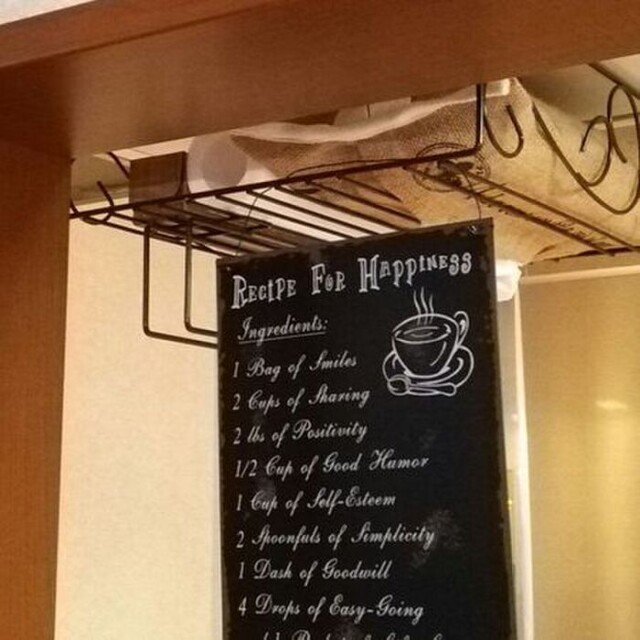 Recipe For Happiness
Ingredients:
1 Bag of Smiles
2 Cups of Sharing
2 lbs of Positivity
1/2 Cup of Good Humor
1 Cup of Self-Esteem
2 Spoonfuls of Simplicity
1 Dash of Goodwill
4 Drops of Easy-Going